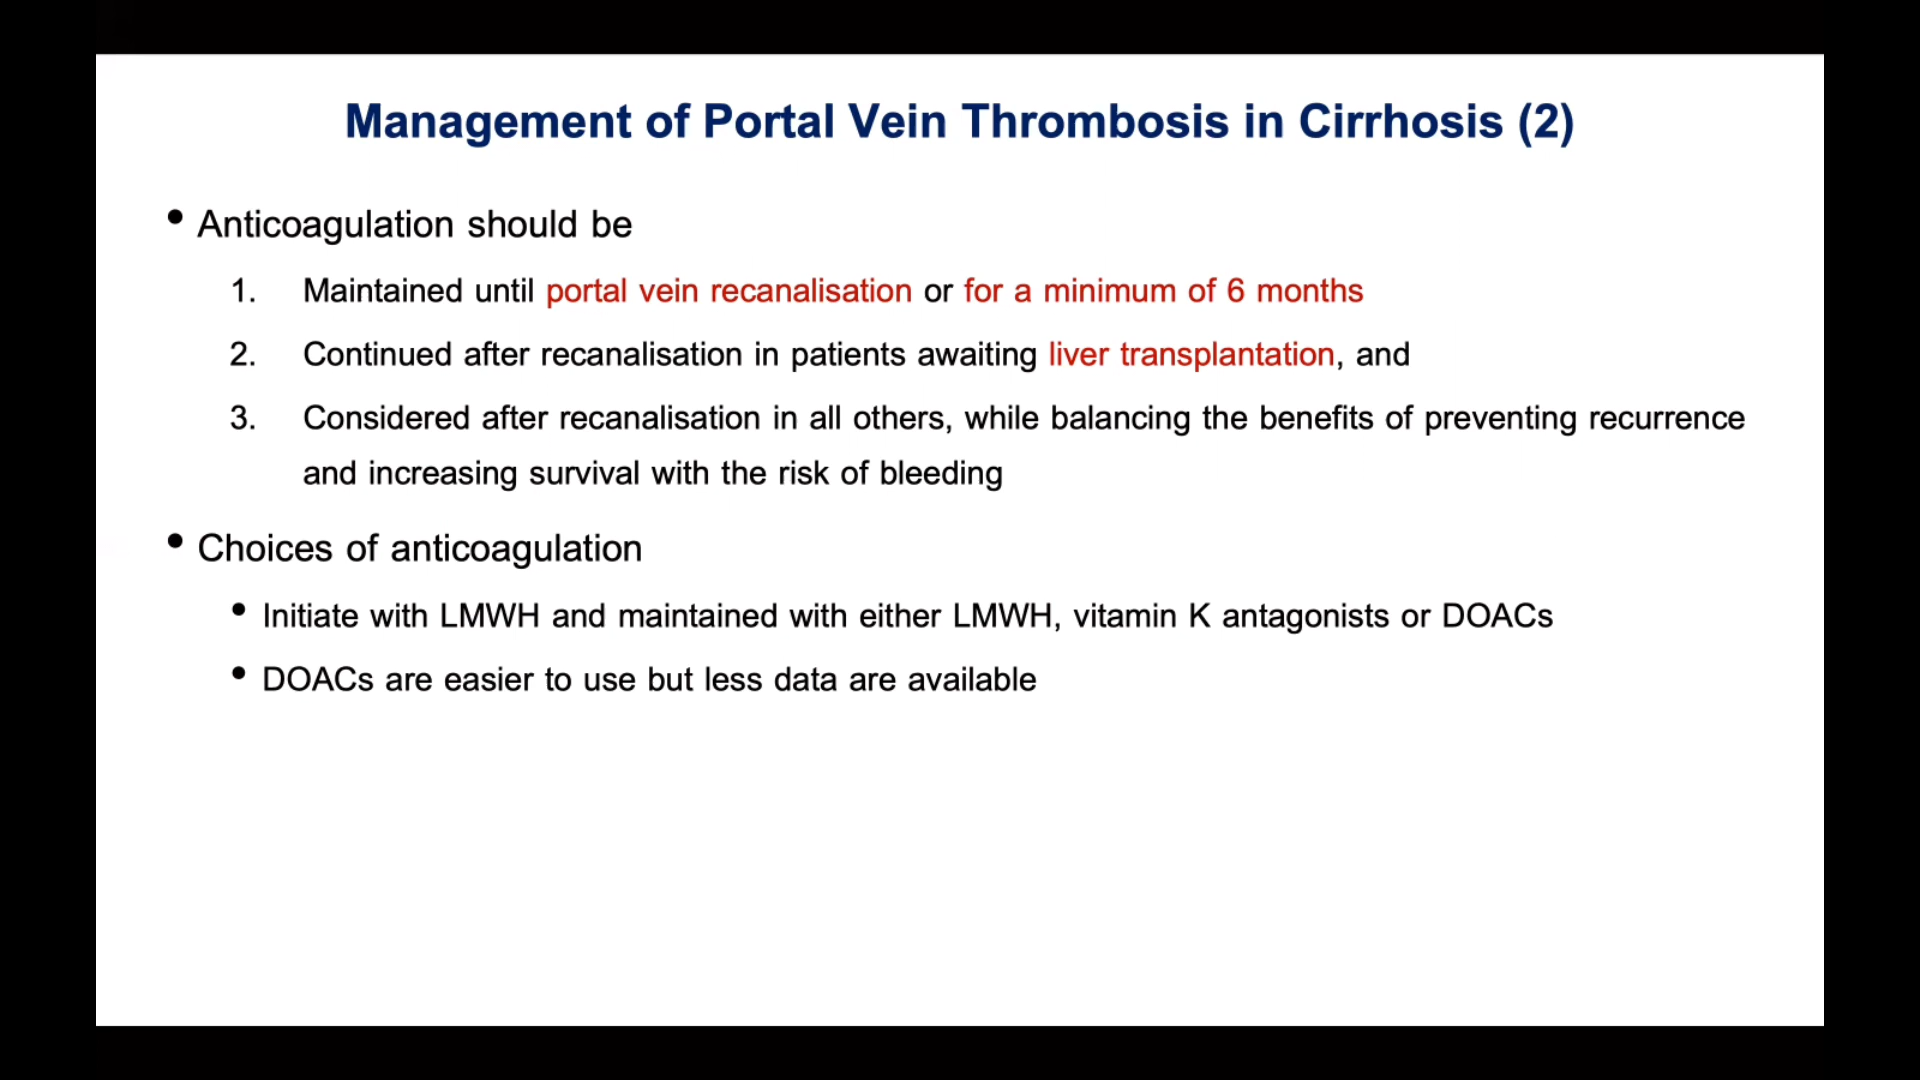 Management of Portal Vein Thrombosis in Cirrhosis (2)
• Anticoagulation should be
1. Maintained until portal vein recanalisation or for a minimum of 6 months
2. Continued after recanalisation in patients awaiting liver transplantation, and
3. Considered after recanalisation in all others, while balancing the benefits of preventing recurrence
and increasing survival with the risk of bleeding
• Choices of anticoagulation
• Initiate with LMWH and maintained with either LMWH, vitamin K antagonists or DOACs
• DOACs are easier to use but less data are available